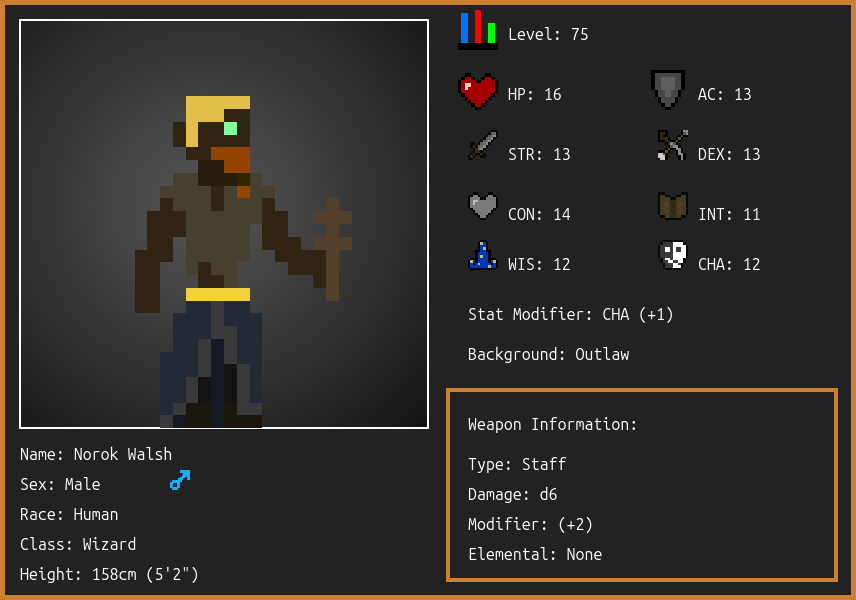 Level: 75
HP: 16
AC: 13
STR: 13
DEX: 13
CON: 14
INT: 11
WIS: 12
CHA: 12
Stat Modifier: CHA (+1)
Background: Outlaw
Weapon Information:
Type: Staff
Damage: d6
Modifier: (+2)
Elemental: None
Name: Norok Walsh
Sex: Male
Race: Human
Class: Wizard
Height: 158cm (5'2")